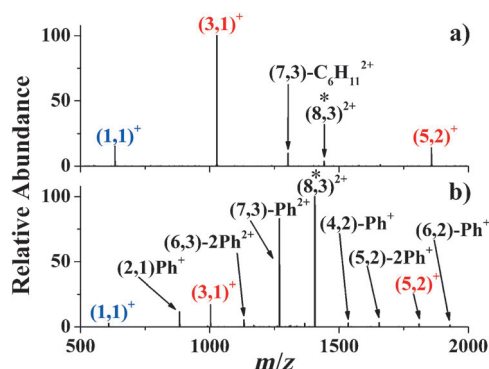 100
(3,1)⁺
a)
(7,3)-C₆H₁₁²⁺
*
(8,3)²⁺
50
(1,1)⁺
(5,2)⁺
0
Relative Abundance
100
*
(8,3)²⁺
b)
(7,3)-Ph²⁺
(4,2)-Ph⁺
(6,2)-Ph⁺
(6,3)-2Ph²⁺
(5,2)-2Ph⁺
50
(2,1)Ph⁺
(3,1)⁺
(5,2)⁺
(1,1)⁺
0
500 1000 1500 2000
m/z